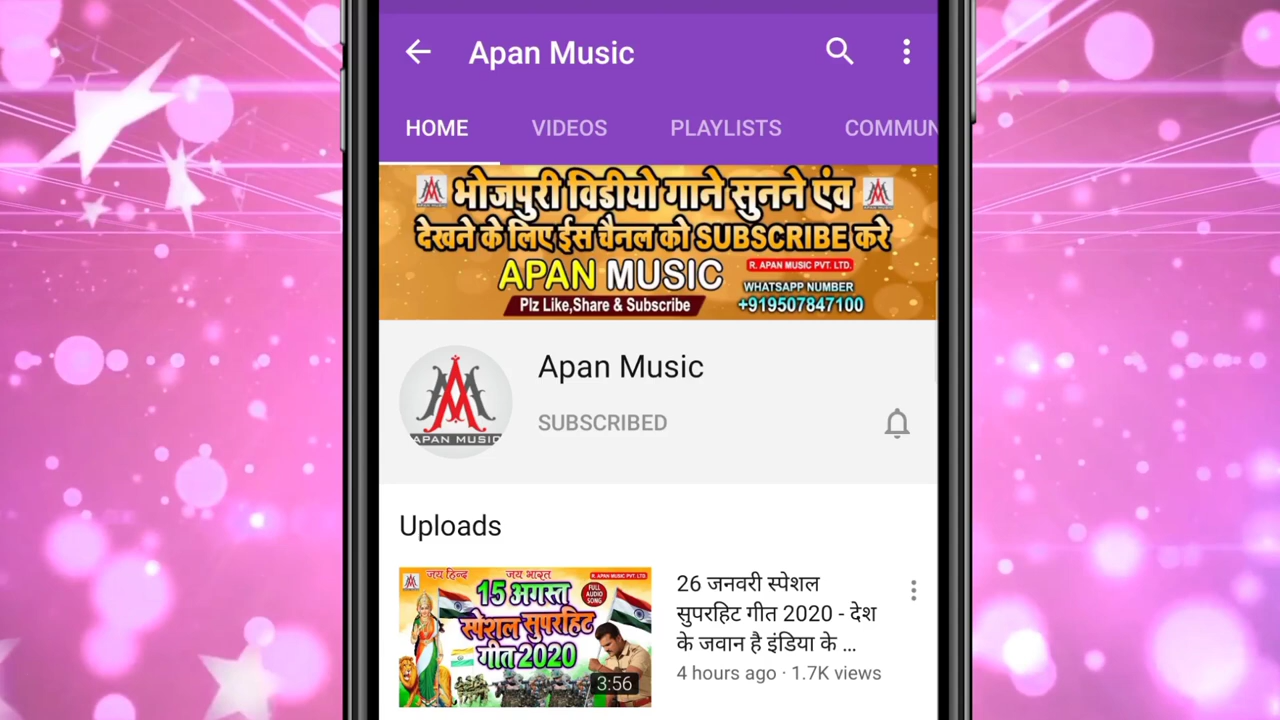 Apan Music
HOME VIDEOS PLAYLISTS COMMUN
भोजपुरी विडीयो गाने सुनने एंव
देखने के लिए ईस चैनल को SUBSCRIBE करे
APAN MUSIC
R. APAN MUSIC PVT. LTD.
WHATSAPP NUMBER
+919507847100
Plz Like,Share & Subscribe
Apan Music
SUBSCRIBED
APAN MUSIC
Uploads
जय हिन्द जय भारत
R. APAN MUSIC PVT. LTD
15 अगस्त
FULL
AUDIO
SONG
स्पेशल सुपरहिट
गीत 2020
3:56
26 जनवरी स्पेशल
सुपरहिट गीत 2020 - देश
के जवान है इंडिया के ...
4 hours ago · 1.7K views